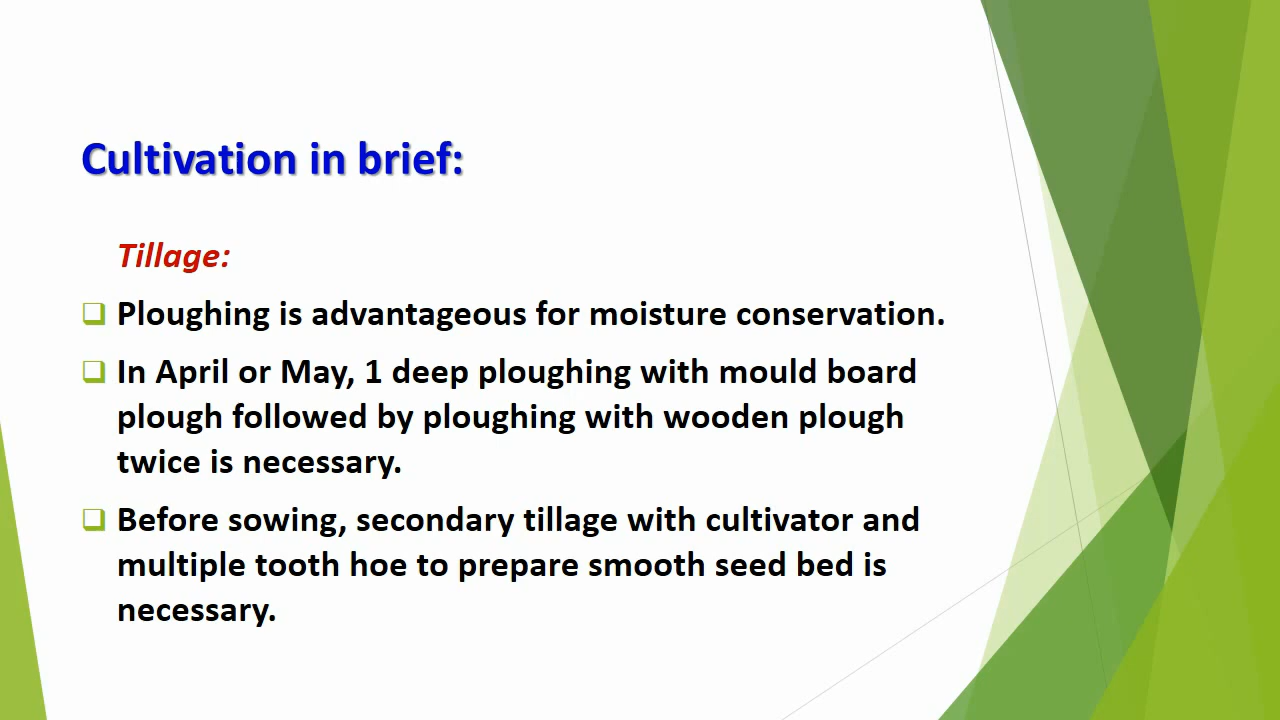 Cultivation in brief:
Tillage:
Ploughing is advantageous for moisture conservation.
In April or May, 1 deep ploughing with mould board
plough followed by ploughing with wooden plough
twice is necessary.
Before sowing, secondary tillage with cultivator and
multiple tooth hoe to prepare smooth seed bed is
necessary.